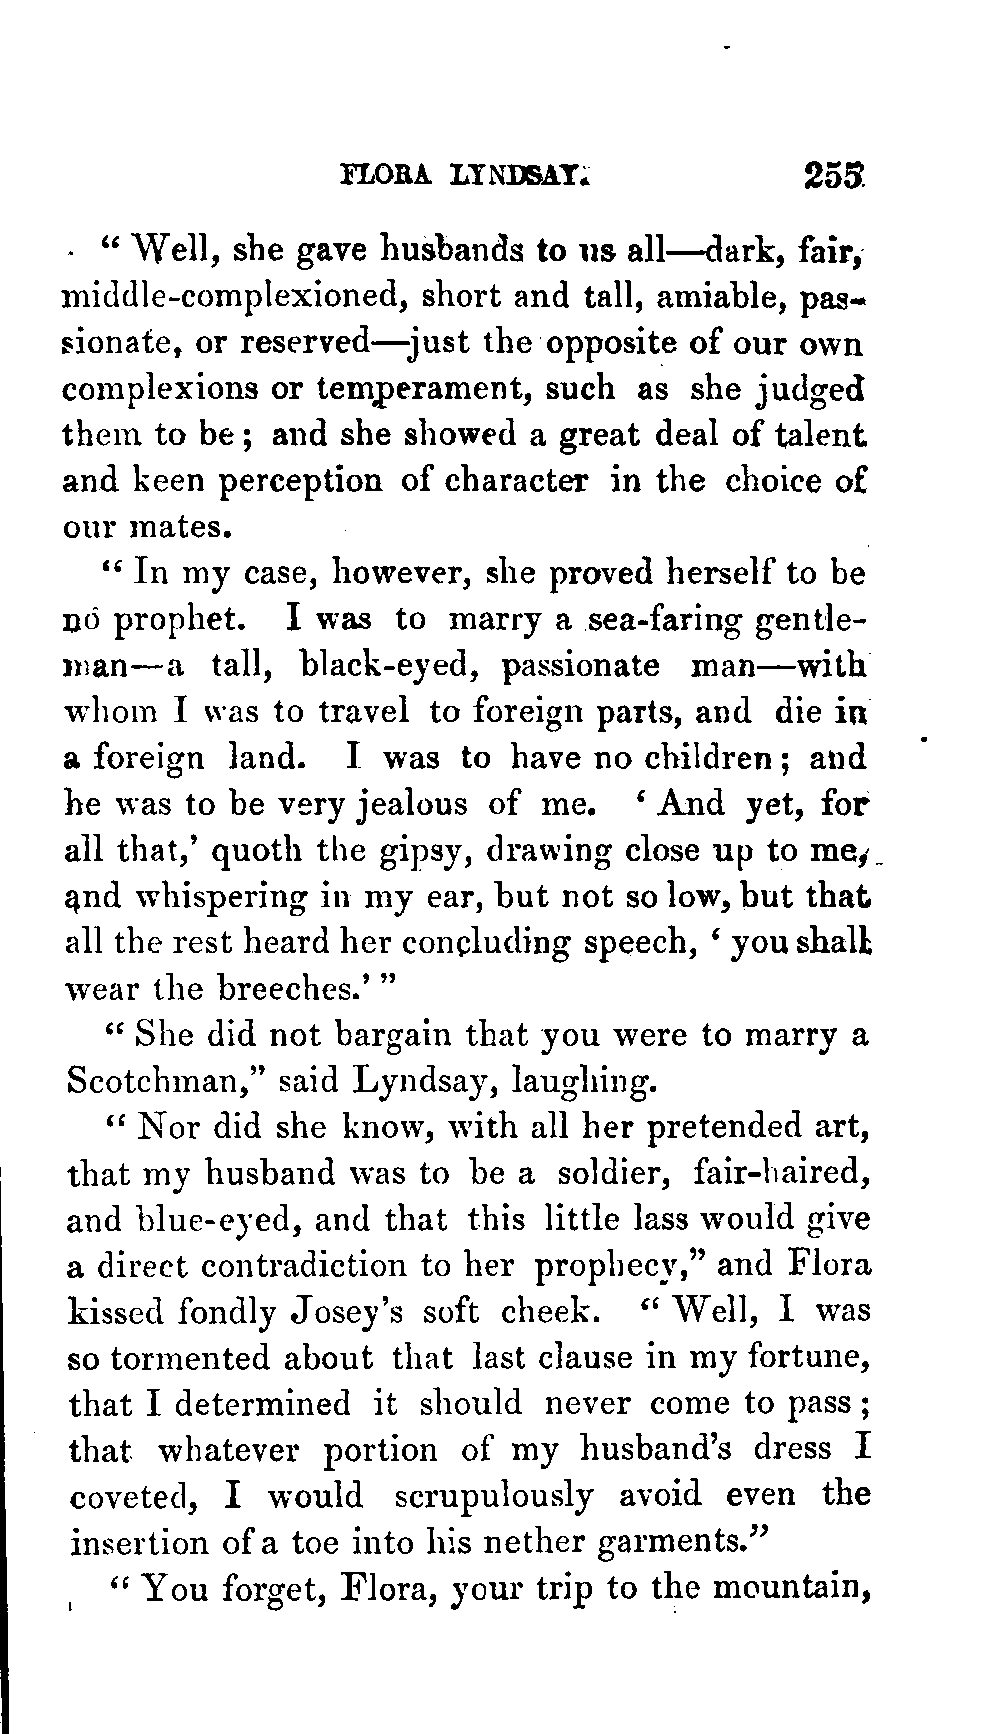 FLORA LYNDSAY. 255
“ Well, she gave husbands to us all—dark, fair,
middle-complexioned, short and tall, amiable, pas-
sionate, or reserved—just the opposite of our own
complexions or temperament, such as she judged
them to be ; and she showed a great deal of talent
and keen perception of character in the choice of
our mates.
“ In my case, however, she proved herself to be
no prophet. I was to marry a sea-faring gentle-
man—a tall, black-eyed, passionate man—with
whom I was to travel to foreign parts, and die in
a foreign land. I was to have no children ; and
he was to be very jealous of me. ‘ And yet, for
all that,’ quoth the gipsy, drawing close up to me,
and whispering in my ear, but not so low, but that
all the rest heard her concluding speech, ‘ you shall
wear the breeches.’ ”
“ She did not bargain that you were to marry a
Scotchman,” said Lyndsay, laughing.
“ Nor did she know, with all her pretended art,
that my husband was to be a soldier, fair-haired,
and blue-eyed, and that this little lass would give
a direct contradiction to her prophecy,” and Flora
kissed fondly Josey’s soft cheek. “ Well, I was
so tormented about that last clause in my fortune,
that I determined it should never come to pass ;
that whatever portion of my husband’s dress I
coveted, I would scrupulously avoid even the
insertion of a toe into his nether garments.”
“ You forget, Flora, your trip to the mountain,